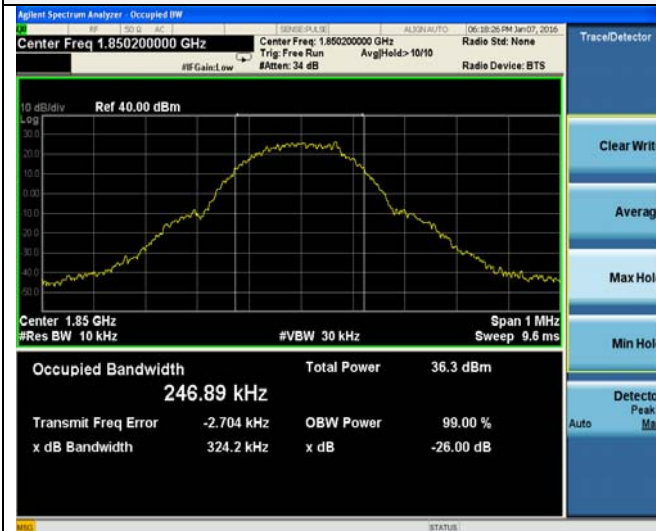 Agilent Spectrum Analyzer - Occupied BW
RF 50 Ω AC SENSE:PULSE ALIGN AUTO 06:18:26 PM Jan 07, 2016
Center Freq 1.850200000 GHz
Center Freq: 1.850200000 GHz
Radio Std: None
Trig: Free Run Avg|Hold:> 10/10
#IFGain:Low
#Atten: 34 dB
Radio Device: BTS
10 dB/div Ref 40.00 dBm
Log
30.0
20.0
10.0
0.00
-10.0
-20.0
-30.0
-40.0
-50.0
Center 1.85 GHz Span 1 MHz
#Res BW 10 kHz #VBW 30 kHz Sweep 9.6 ms
Occupied Bandwidth Total Power 36.3 dBm
246.89 kHz
Transmit Freq Error -2.704 kHz OBW Power 99.00 %
x dB Bandwidth 324.2 kHz x dB -26.00 dB
MSG STATUS
Trace/Detector
Clear Writ
Averag
Max Hol
Min Hol
Detecto
Peak
Auto Ma